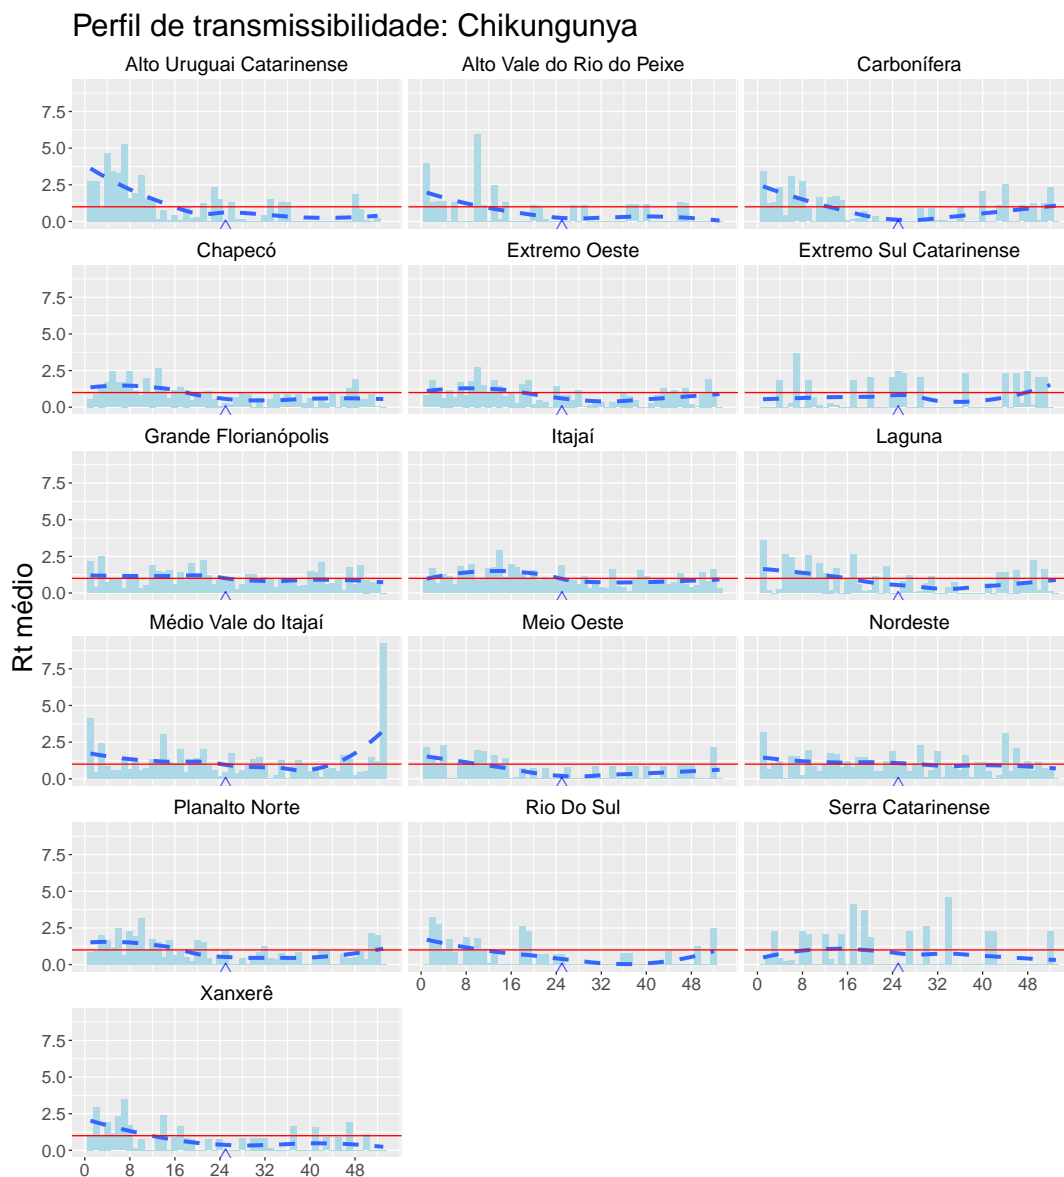 Perfil de transmissibilidade: Chikungunya
Alto Uruguai Catarinense Alto Vale do Rio do Peixe Carbonífera
7.5
5.0
2.5
0.0
Chapecó Extremo Oeste Extremo Sul Catarinense
7.5
5.0
2.5
0.0
Grande Florianópolis Itajaí Laguna
7.5
5.0
2.5
0.0
Rt médio
Médio Vale do Itajaí Meio Oeste Nordeste
7.5
5.0
2.5
0.0
Planalto Norte Rio Do Sul Serra Catarinense
7.5
5.0
2.5
0.0
0 8 16 24 32 40 48 0 8 16 24 32 40 48
Xanxerê
7.5
5.0
2.5
0.0
0 8 16 24 32 40 48